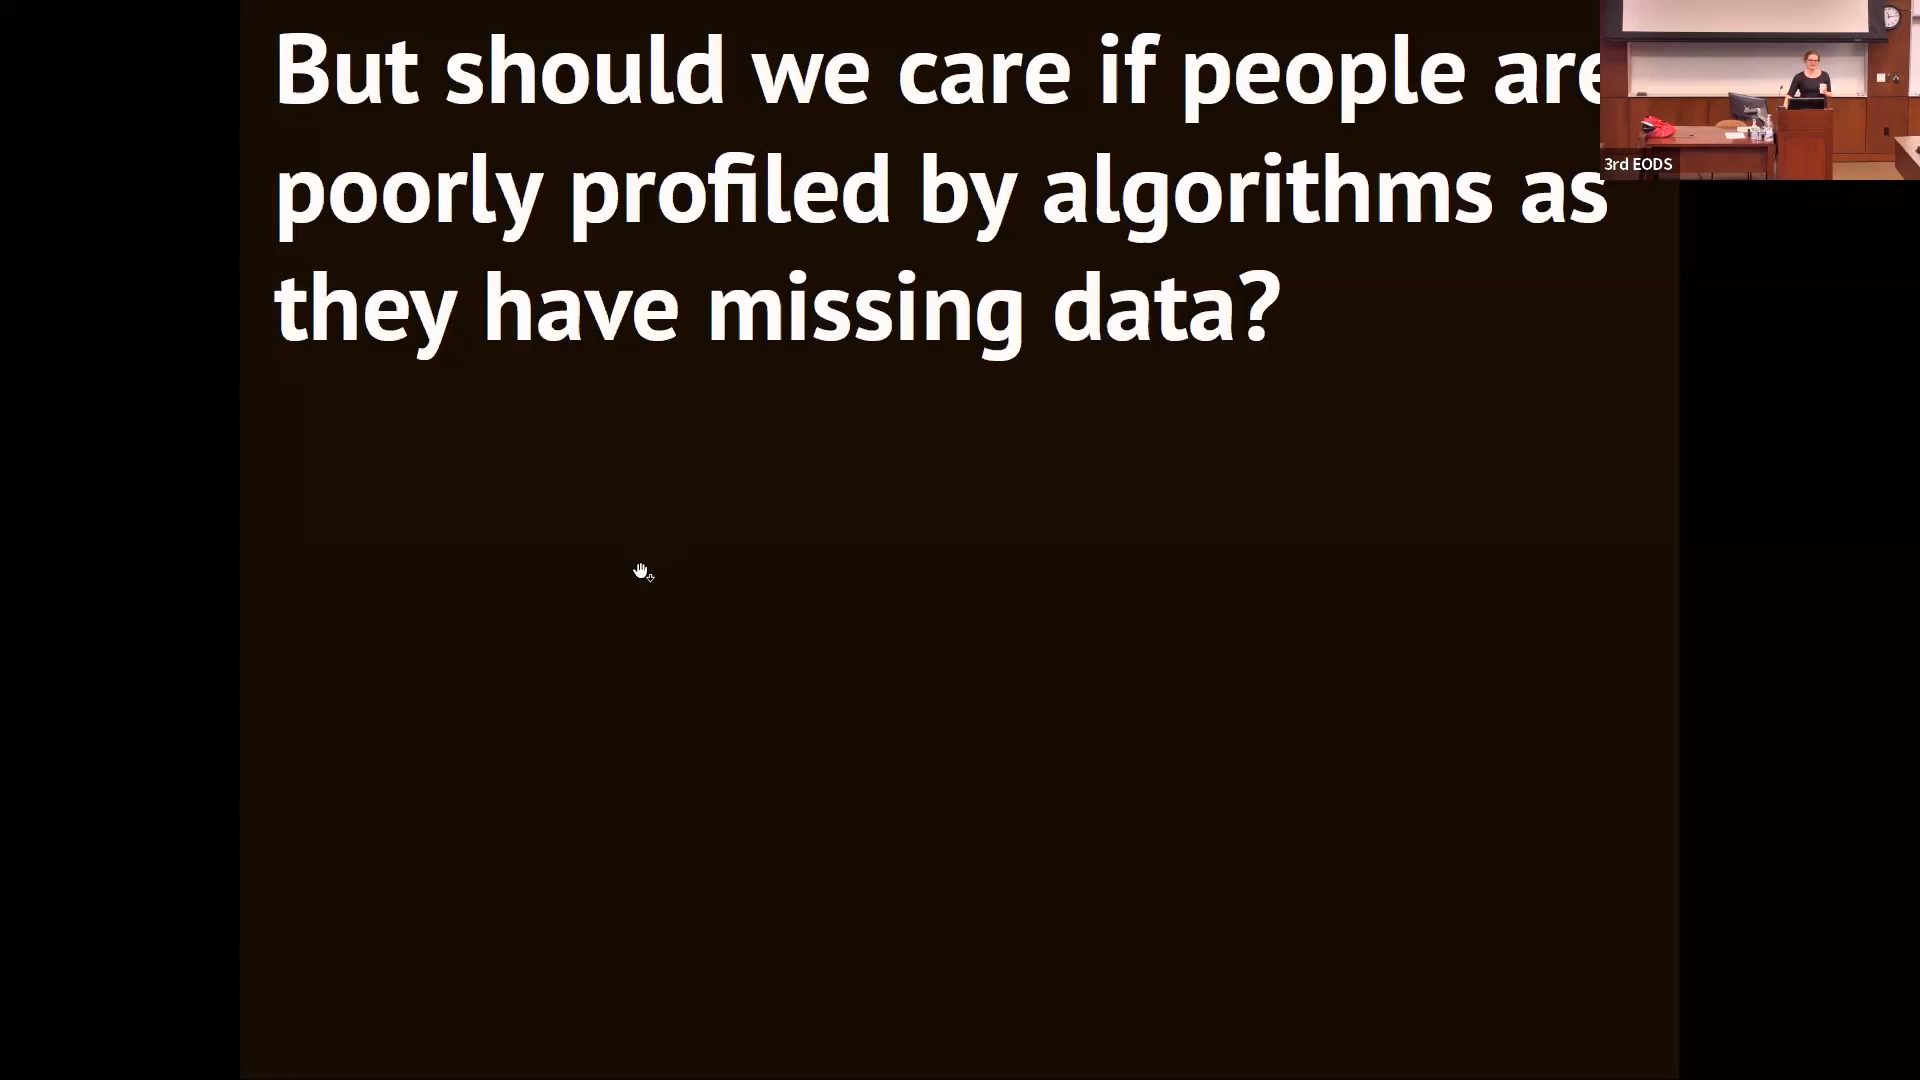 But should we care if people are
poorly profiled by algorithms as
they have missing data?
3rd EODS